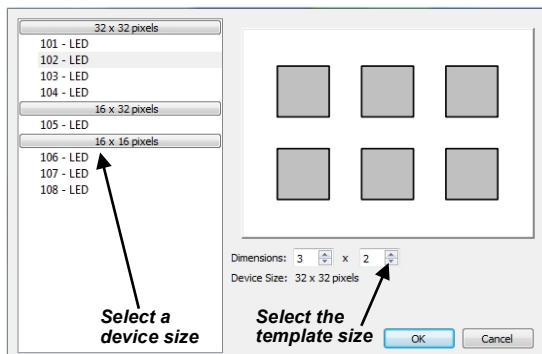 32 x 32 pixels
101 - LED
102 - LED
103 - LED
104 - LED
16 x 32 pixels
105 - LED
16 x 16 pixels
106 - LED
107 - LED
108 - LED
Select a
device size
Dimensions: 3 x 2
Device Size: 32 x 32 pixels
Select the
template size
OK Cancel